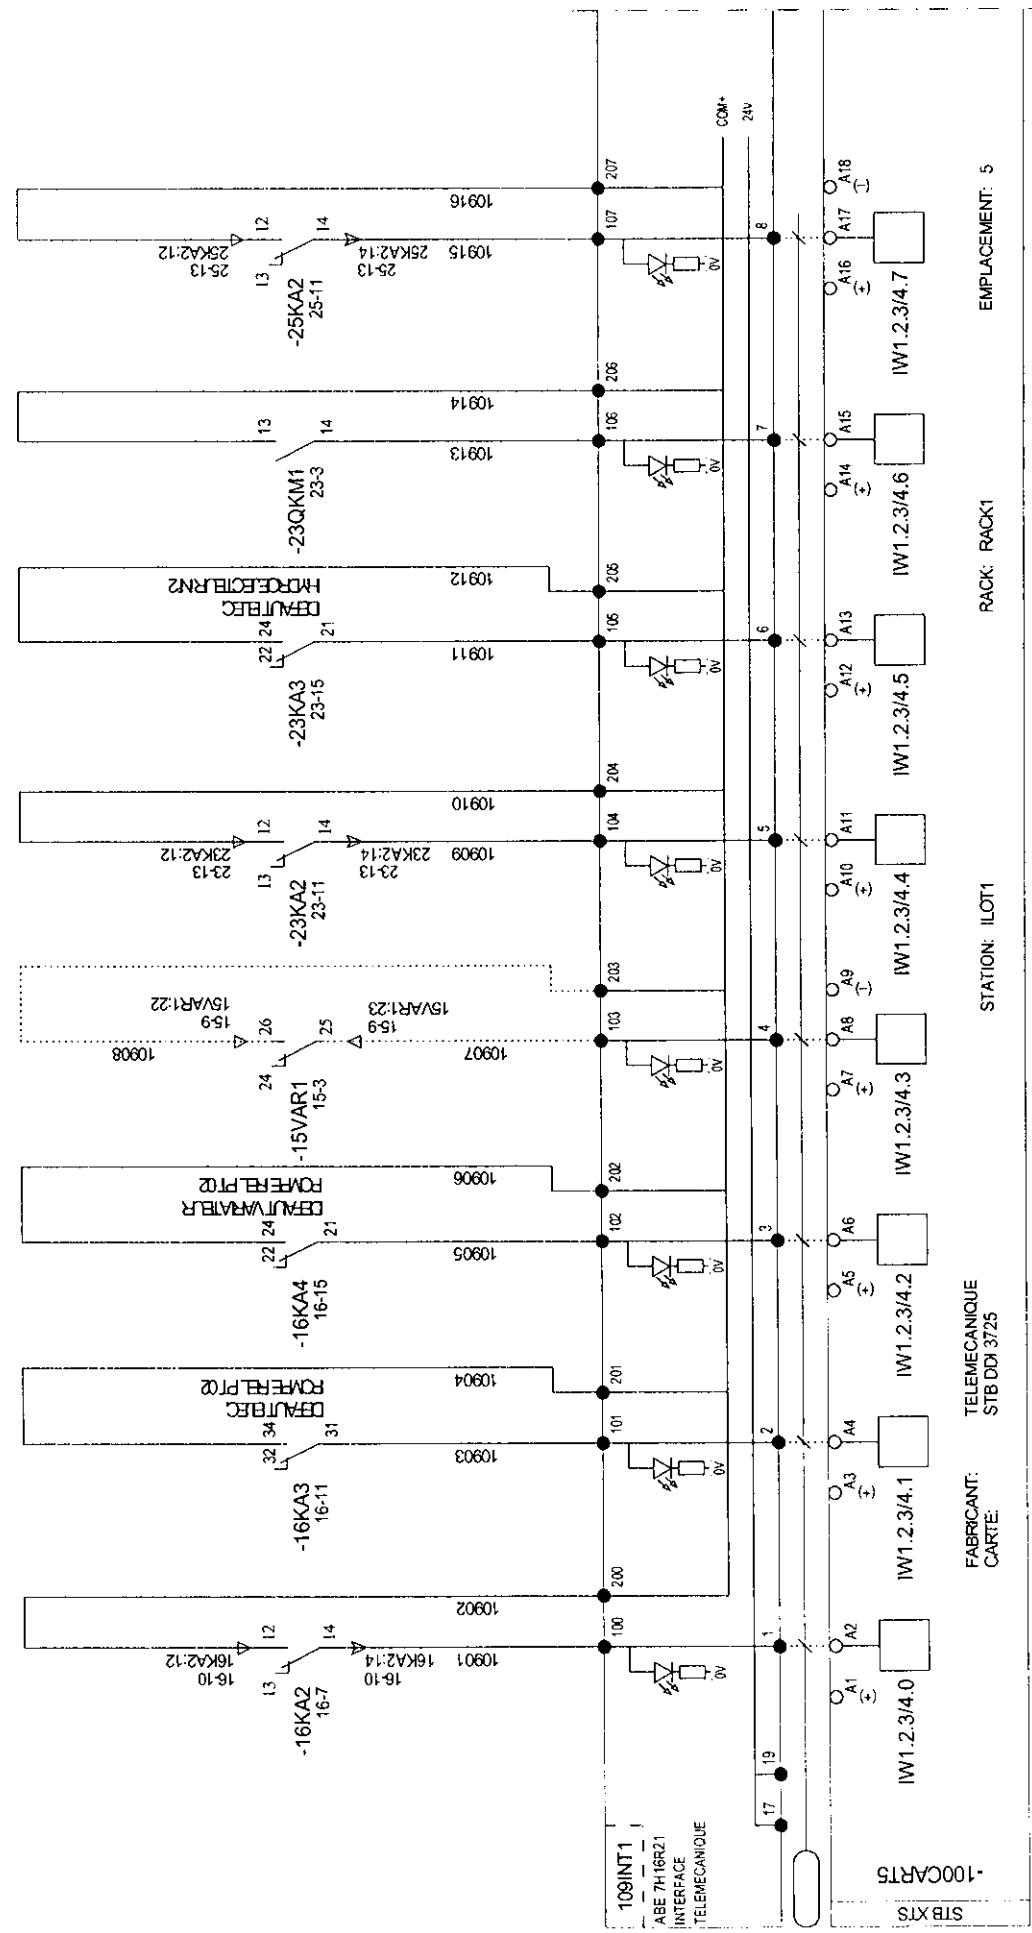 10902
16KA2:12
16-10
12
13
14
-16KA2
16-7
16KA2:14
16-10
10901
10904
DEFAUT ELEC
POMPE REL PT02
34
32
31
-16KA3
16-11
10903
10906
DEFAUT VARIATEUR
POMPE REL PT02
24
22
21
-16KA4
16-15
10905
10908
15VAR1:22
15-9
26
24
25
-15VAR1
15-3
15VAR1:23
15-9
10907
10910
23KA2:12
23-13
12
13
14
-23KA2
23-11
23KA2:14
23-13
10909
10912
DEFAUT ELEC
HYDROEJECTEUR N2
24
22
21
-23KA3
23-15
10911
10914
13
14
-23QKM1
23-3
10913
10916
25KA2:12
25-13
12
13
14
-25KA2
25-11
25KA2:14
25-13
10915
100
200
101
201
102
202
103
203
104
204
105
205
106
206
107
207
0V
0V
0V
0V
0V
0V
0V
0V
COM+
24V
109INT1
ABE 7H16R21
INTERFACE
TELEMECANIQUE
17
19
1
2
3
4
5
6
7
8
A1
(+)
A2
A3
(+)
A4
A5
(+)
A6
A7
(+)
A8
A9
(-)
A10
(+)
A11
A12
(+)
A13
A14
(+)
A15
A16
(+)
A17
A18
(-)
IW1.2.3/4.0
IW1.2.3/4.1
IW1.2.3/4.2
IW1.2.3/4.3
IW1.2.3/4.4
IW1.2.3/4.5
IW1.2.3/4.6
IW1.2.3/4.7
-100CART5
STB XTS
FABRICANT: TELEMECANIQUE
CARTE: STB DDI 3725
STATION: ILOT1
RACK: RACK1
EMPLACEMENT: 5